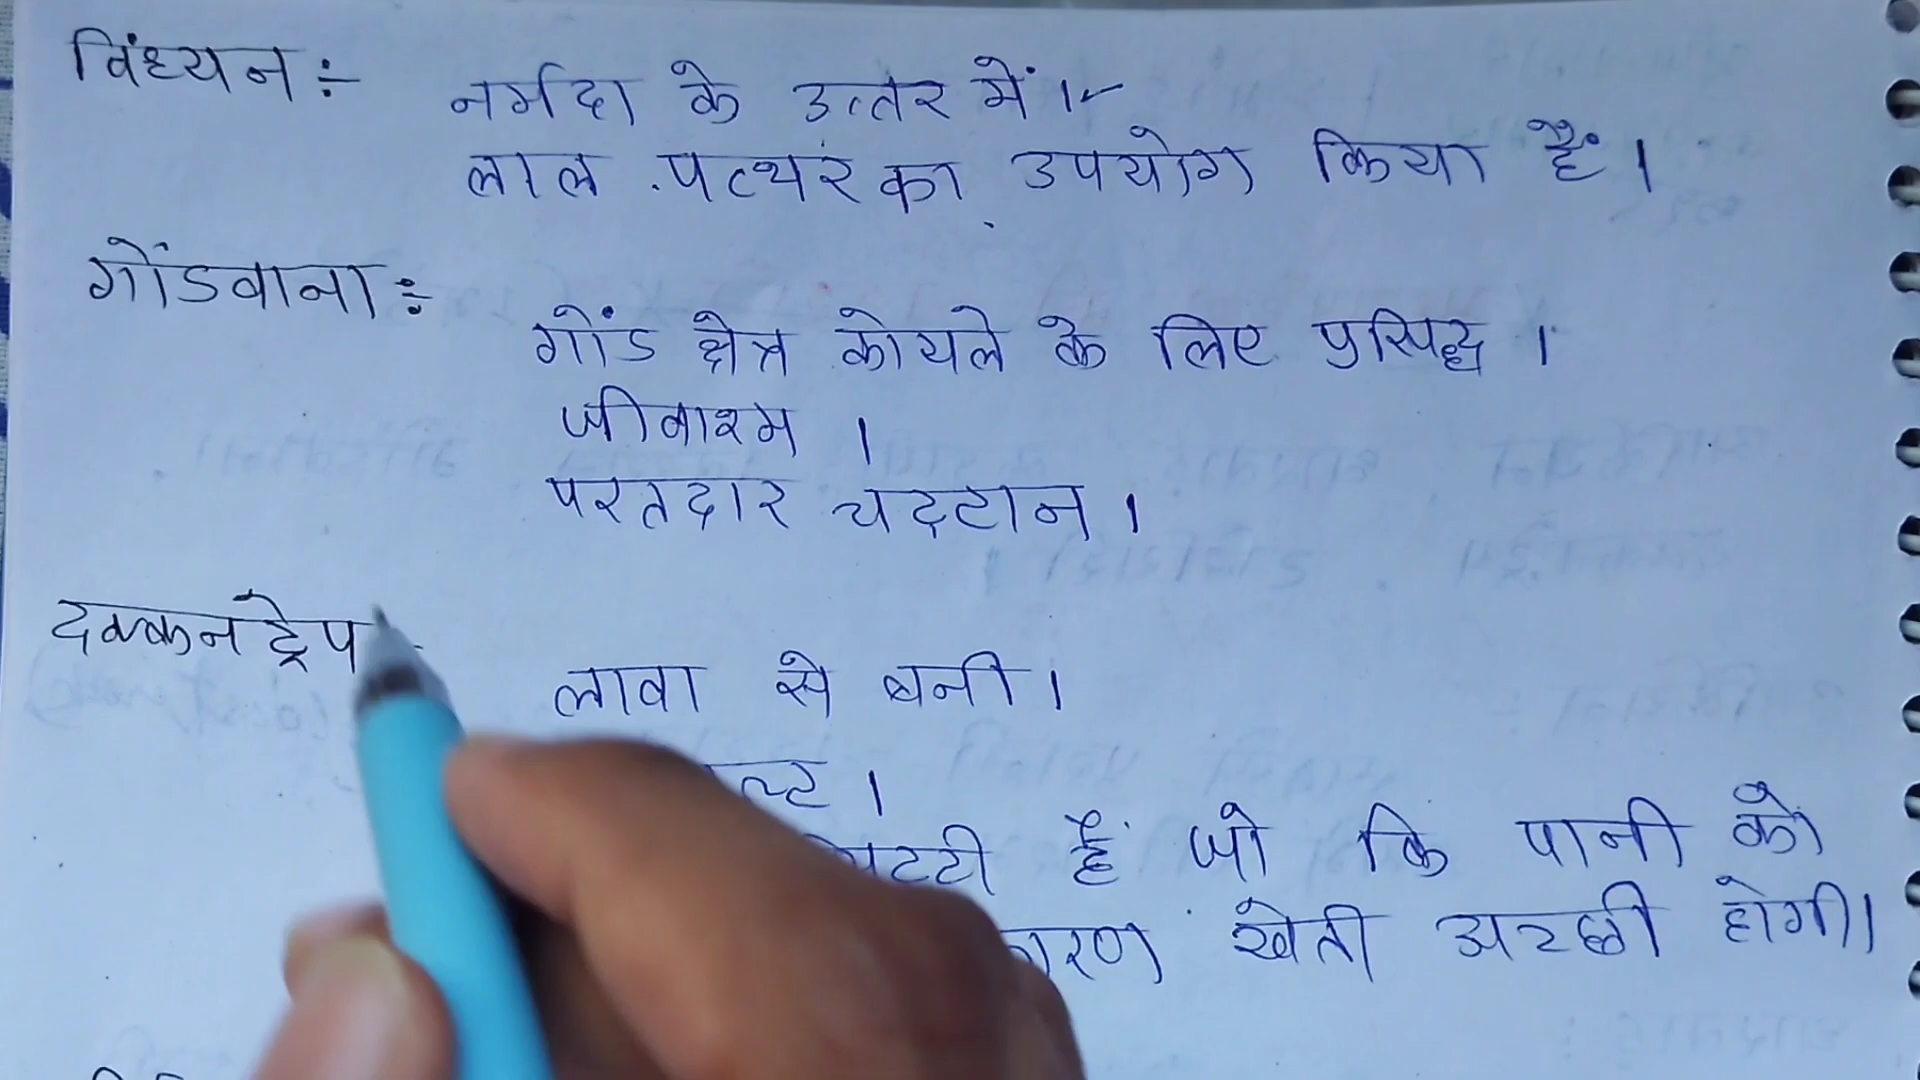 विंध्यन :-
नर्मदा के उत्तर में ।
लाल पत्थर का उपयोग किया हैं ।
गोंडवाना :-
गोंड क्षेत्र कोयले के लिए प्रसिद्ध ।
जीवाश्म ।
परतदार चट्टान ।
दक्कन ट्रेप
लावा से बनी ।
हैं जो कि पानी को
खेती अच्छी होगी।